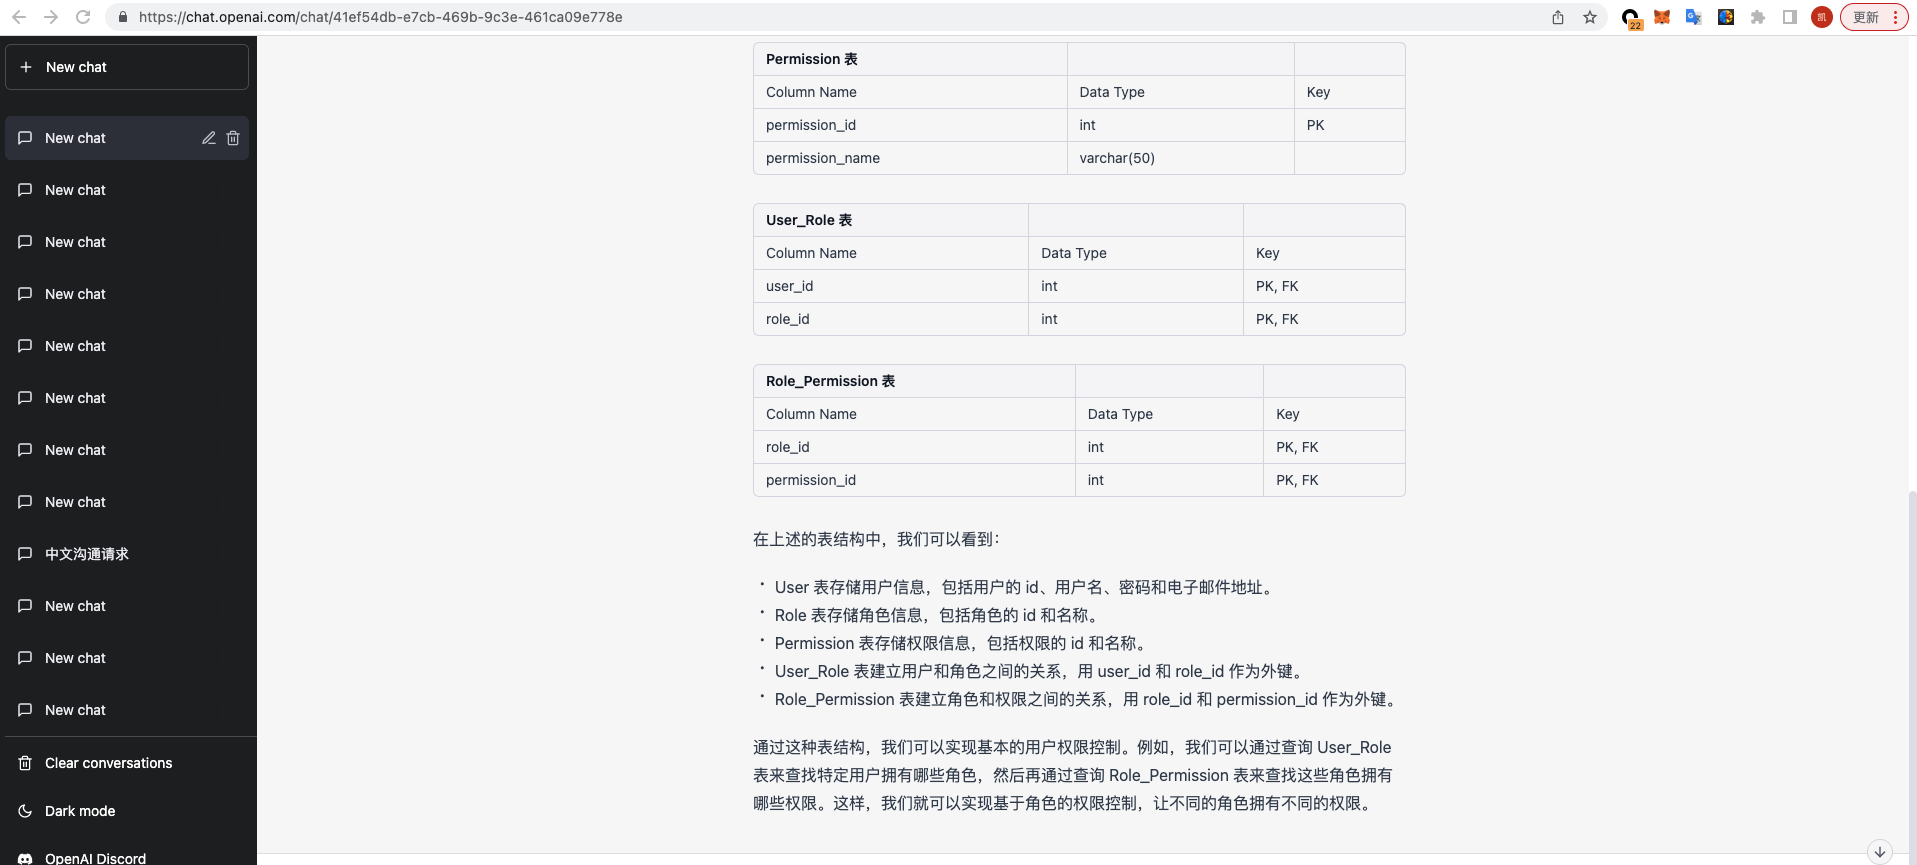 https://chat.openai.com/chat/41ef54db-e7cb-469b-9c3e-461ca09e778e
22
凯
更新
New chat
New chat
New chat
New chat
New chat
New chat
New chat
New chat
New chat
中文沟通请求
New chat
New chat
New chat
Clear conversations
Dark mode
OpenAI Discord
Permission 表
Column Name Data Type Key
permission_id int PK
permission_name varchar(50)
User_Role 表
Column Name Data Type Key
user_id int PK, FK
role_id int PK, FK
Role_Permission 表
Column Name Data Type Key
role_id int PK, FK
permission_id int PK, FK
在上述的表结构中，我们可以看到：
• User 表存储用户信息，包括用户的 id、用户名、密码和电子邮件地址。
• Role 表存储角色信息，包括角色的 id 和名称。
• Permission 表存储权限信息，包括权限的 id 和名称。
• User_Role 表建立用户和角色之间的关系，用 user_id 和 role_id 作为外键。
• Role_Permission 表建立角色和权限之间的关系，用 role_id 和 permission_id 作为外键。
通过这种表结构，我们可以实现基本的用户权限控制。例如，我们可以通过查询 User_Role
表来查找特定用户拥有哪些角色，然后再通过查询 Role_Permission 表来查找这些角色拥有
哪些权限。这样，我们就可以实现基于角色的权限控制，让不同的角色拥有不同的权限。